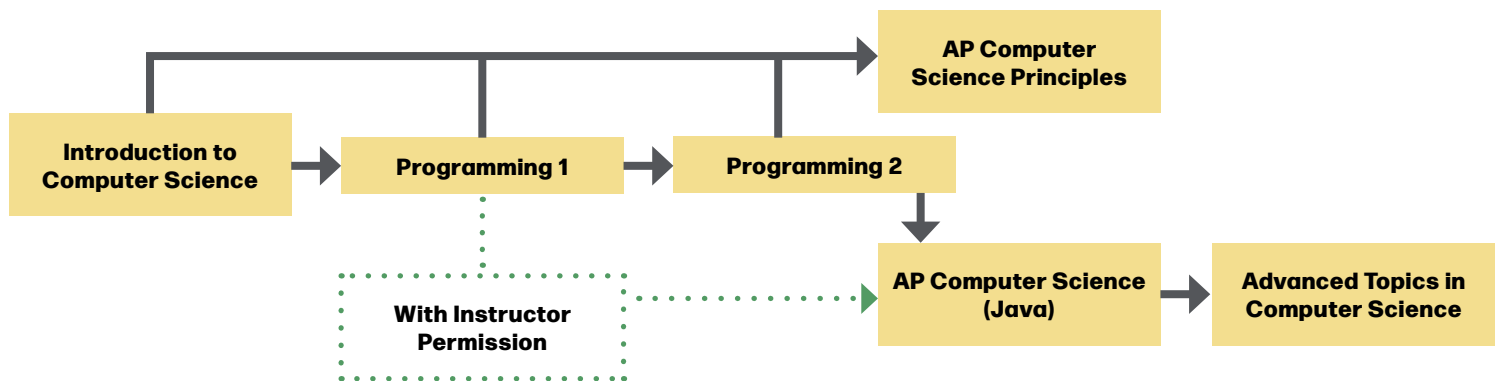 AP Computer
Science Principles
Introduction to
Computer Science
Programming 1
Programming 2
With Instructor
Permission
AP Computer Science
(Java)
Advanced Topics in
Computer Science